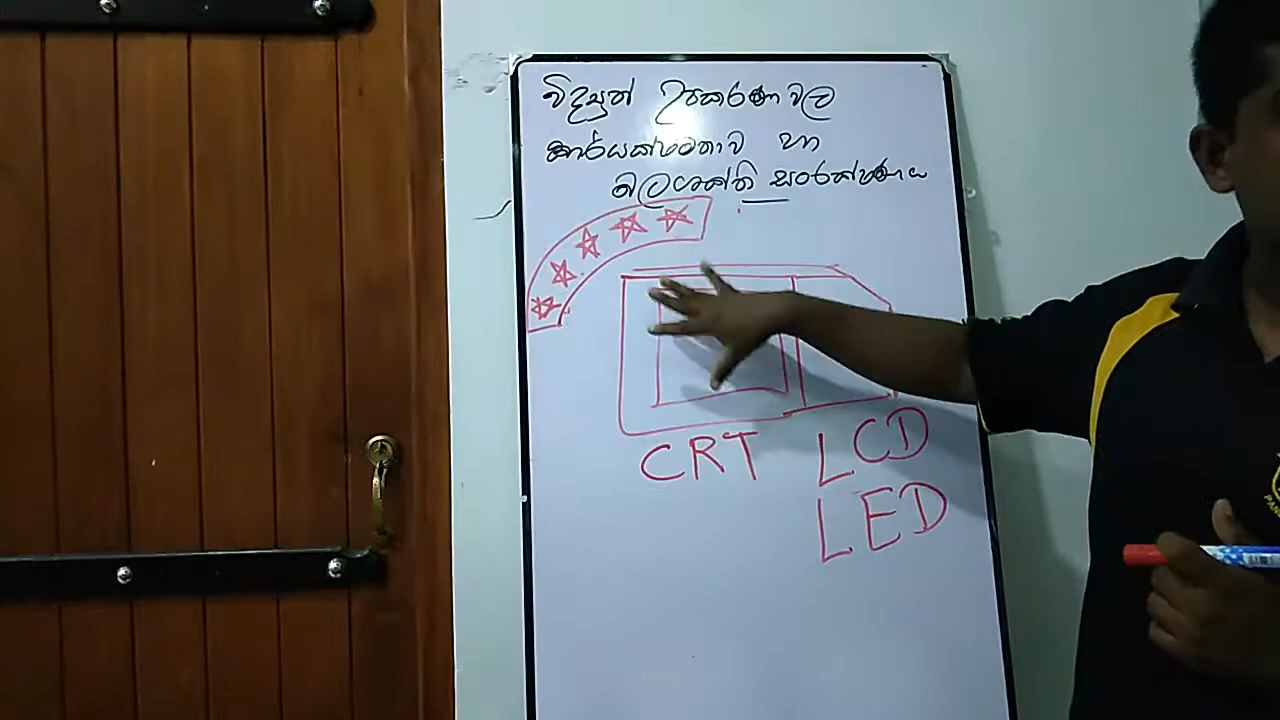 විද්‍යුත් උපකරණ වල
කාර්යක්ෂමතාව හා
බලශක්ති සංරක්ෂණය
CRT LCD
LED